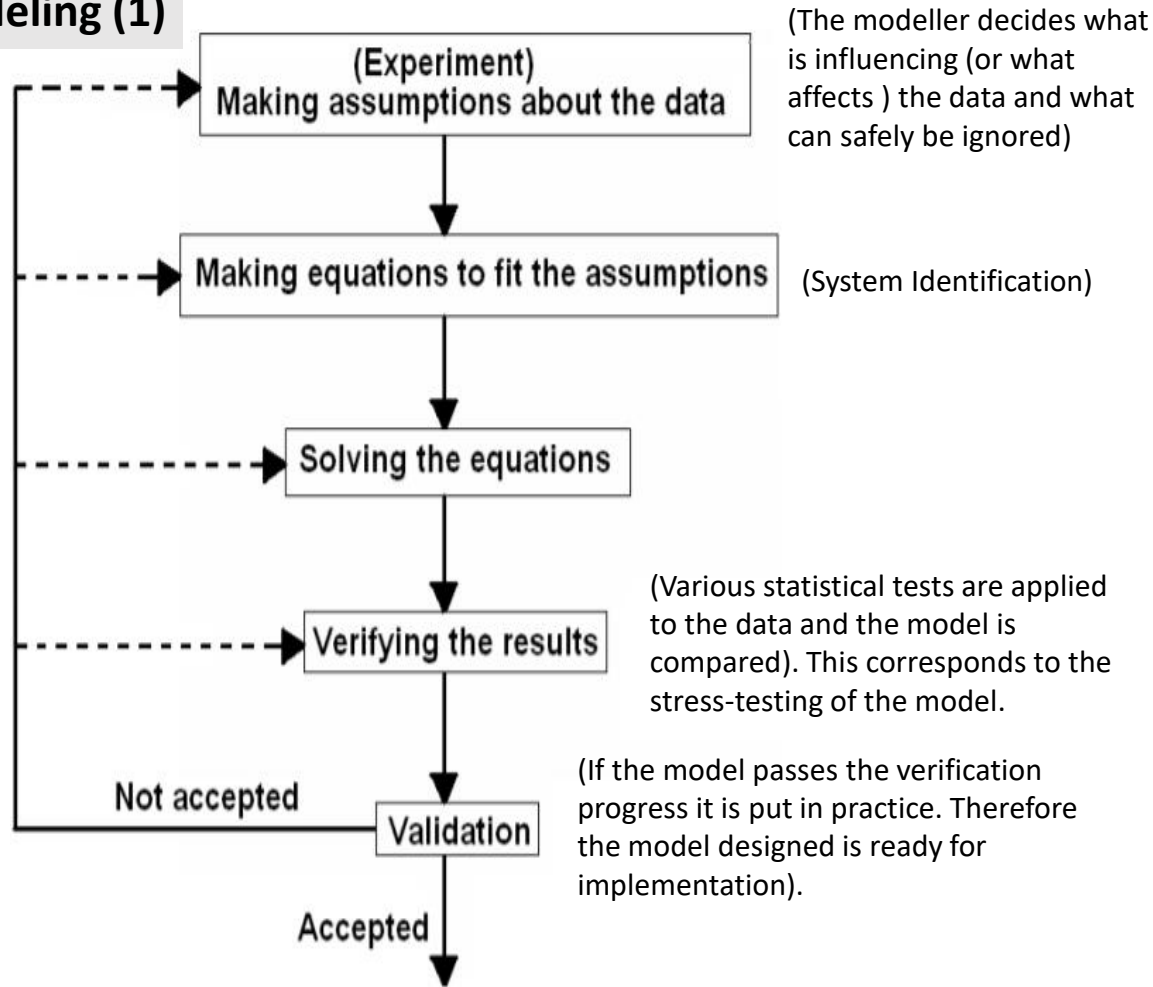 deling (1)
(The modeller decides what
is influencing (or what
affects ) the data and what
can safely be ignored)
(Experiment)
Making assumptions about the data
Making equations to fit the assumptions
(System Identification)
Solving the equations
(Various statistical tests are applied
to the data and the model is
compared). This corresponds to the
stress-testing of the model.
Verifying the results
(If the model passes the verification
progress it is put in practice. Therefore
the model designed is ready for
implementation).
Not accepted
Validation
Accepted